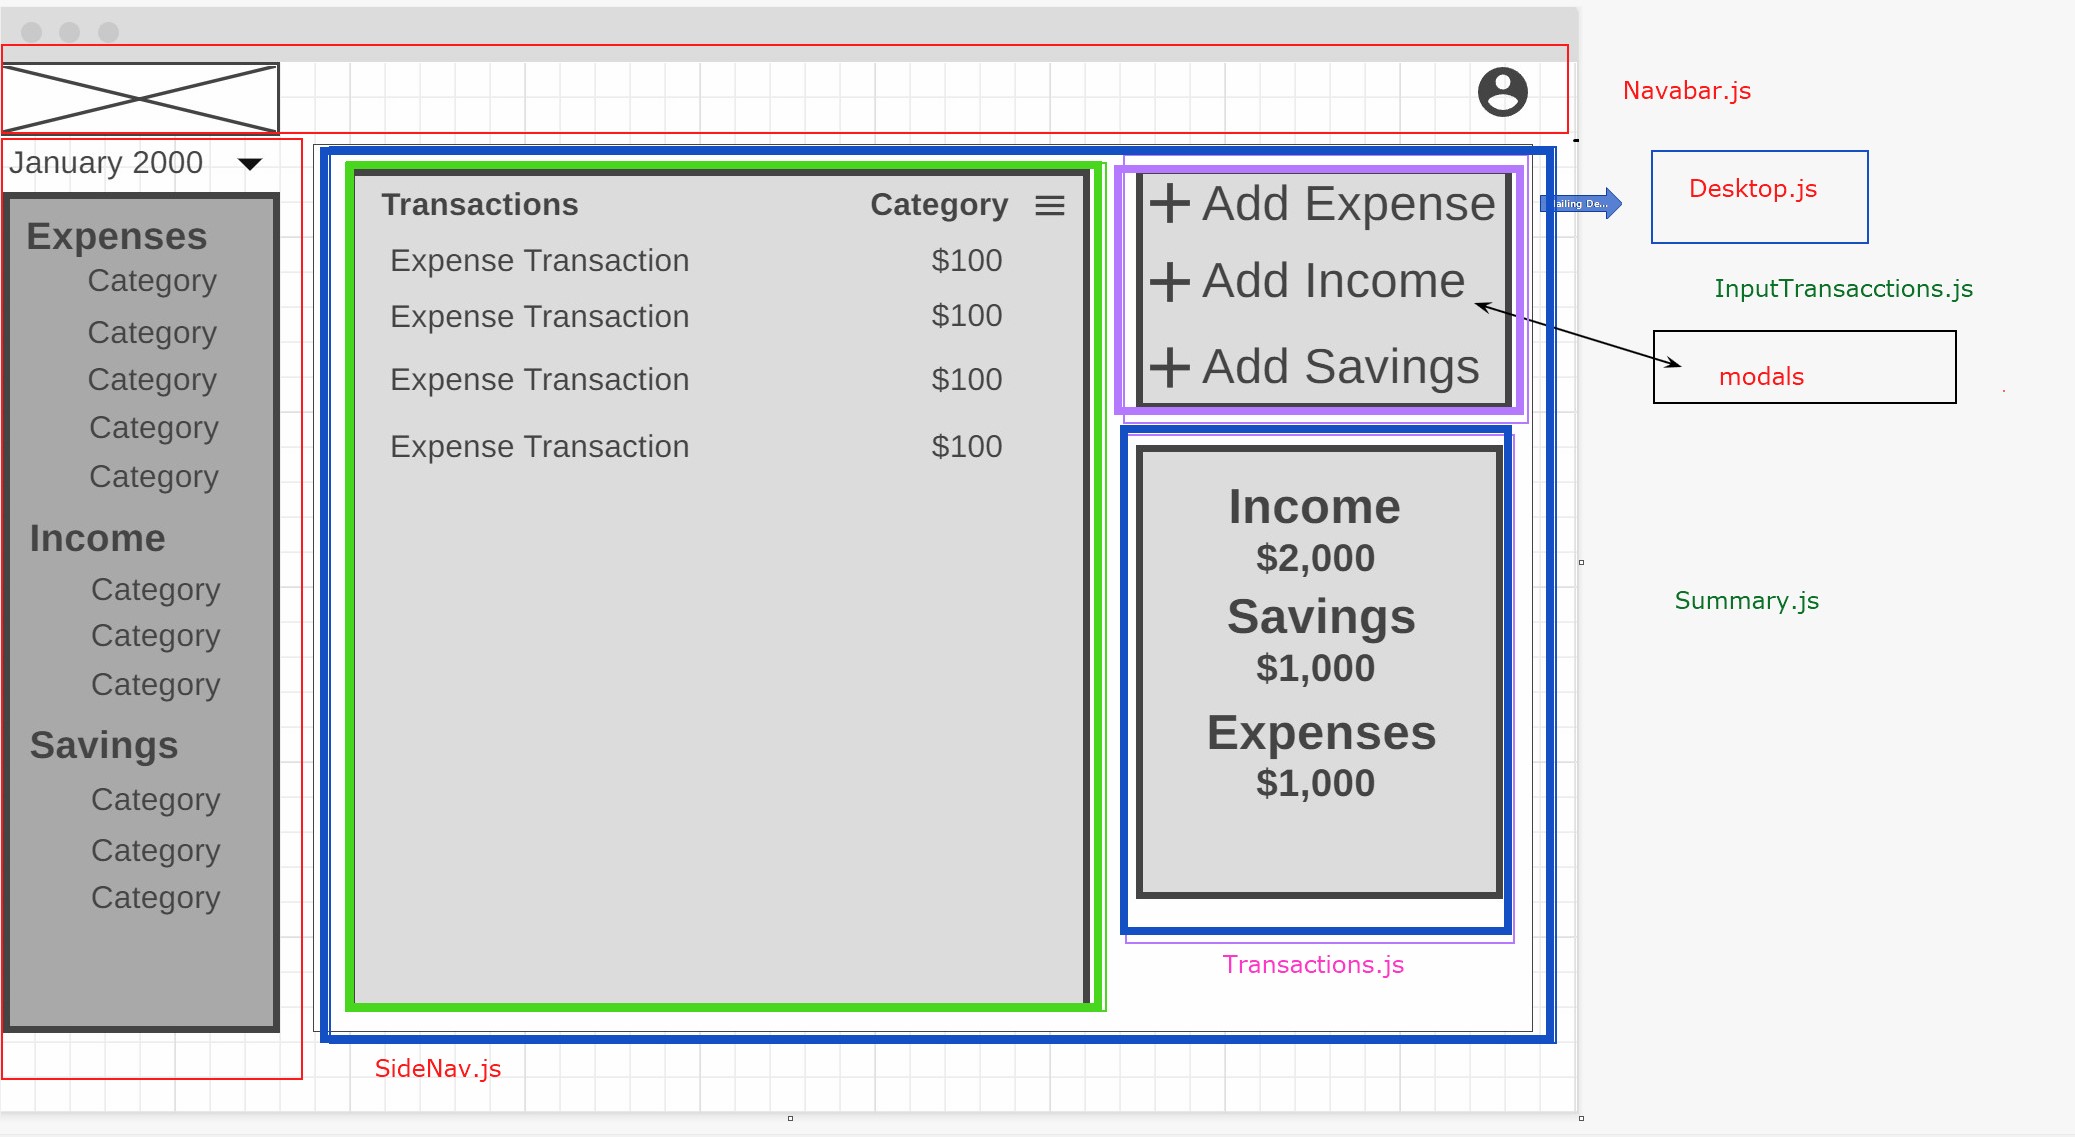 Navabar.js
January 2000
Expenses
Category
Category
Category
Category
Category
Income
Category
Category
Category
Savings
Category
Category
Category
Transactions Category
Expense Transaction $100
Expense Transaction $100
Expense Transaction $100
Expense Transaction $100
Add Expense
Add Income
Add Savings
Income
$2,000
Savings
$1,000
Expenses
$1,000
Transactions.js
SideNav.js
De...
Desktop.js
InputTransacctions.js
modals
Summary.js